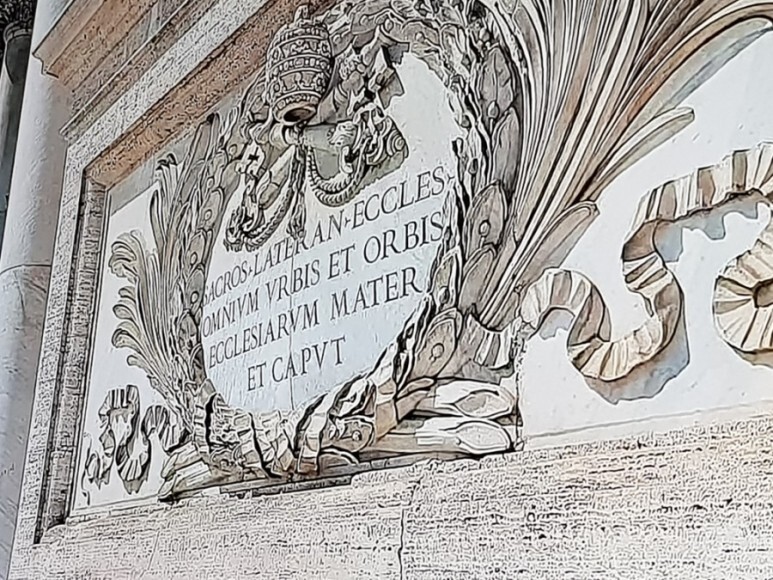 SACROS·LATERAN·ECCLES·
OMNIVM VRBIS ET ORBIS
ECCLESIARVM MATER
ET CAPVT